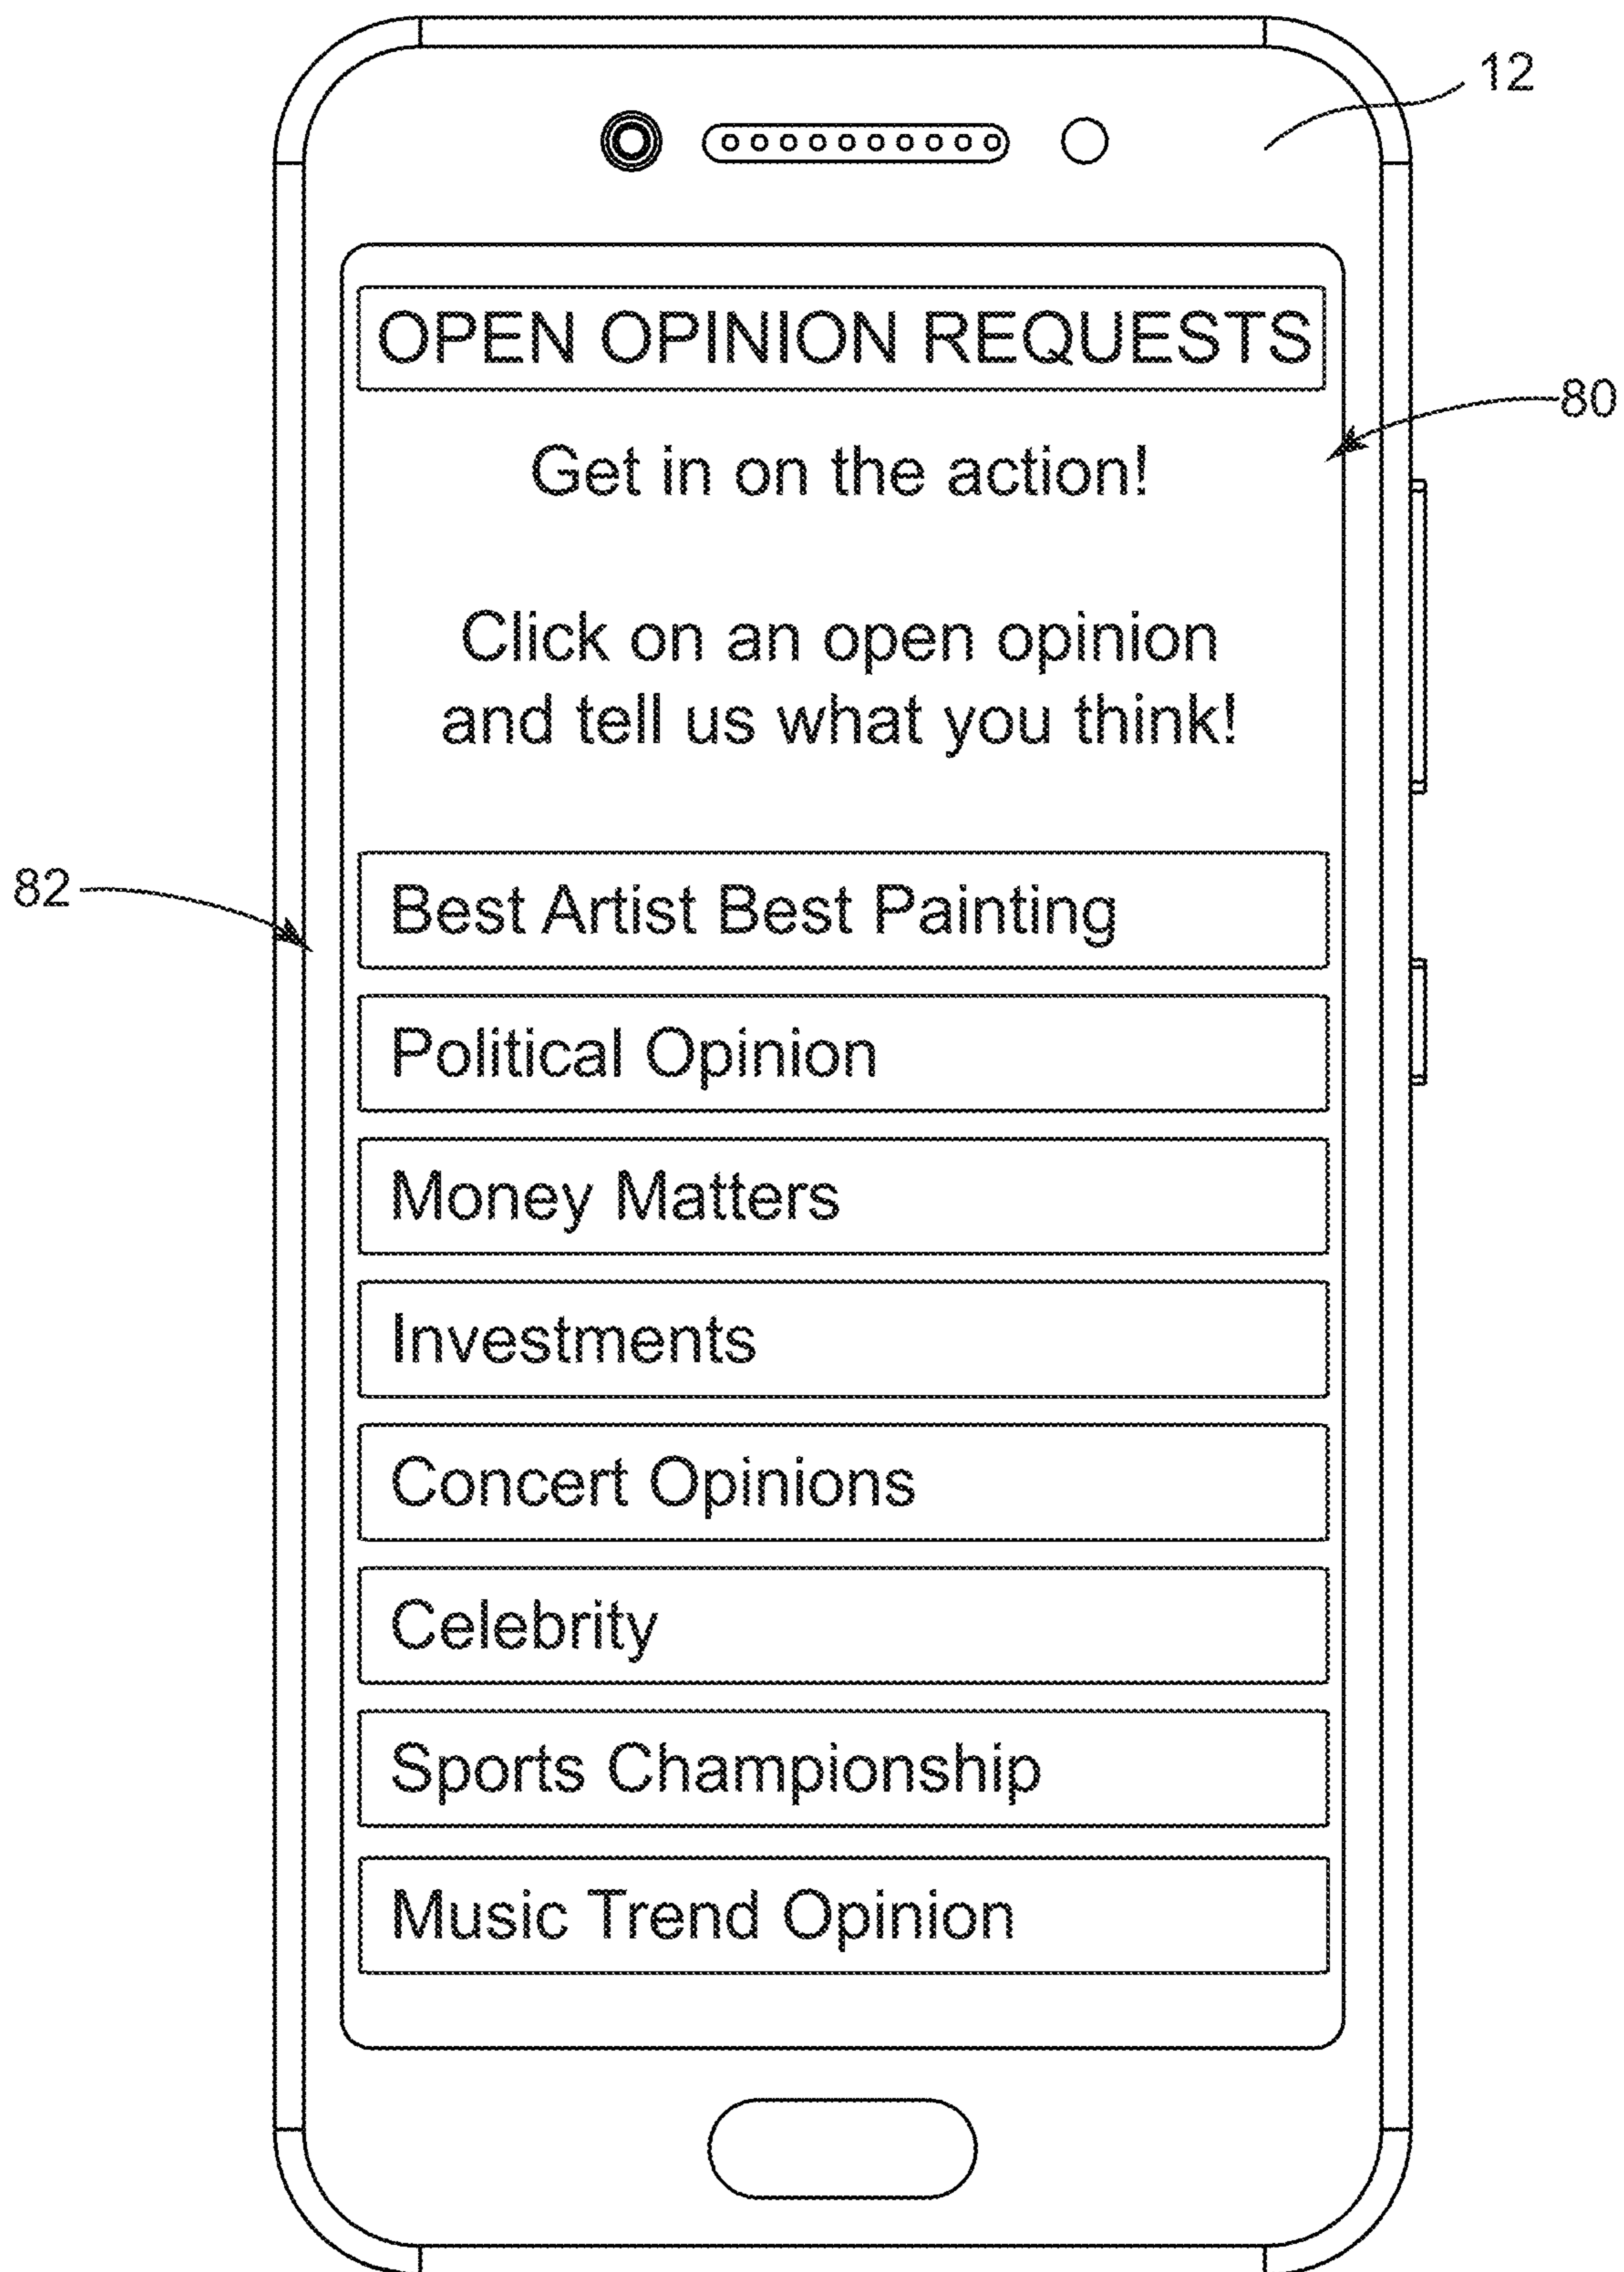 12
OPEN OPINION REQUESTS
80
Get in on the action!
Click on an open opinion
and tell us what you think!
82
Best Artist Best Painting
Political Opinion
Money Matters
Investments
Concert Opinions
Celebrity
Sports Championship
Music Trend Opinion